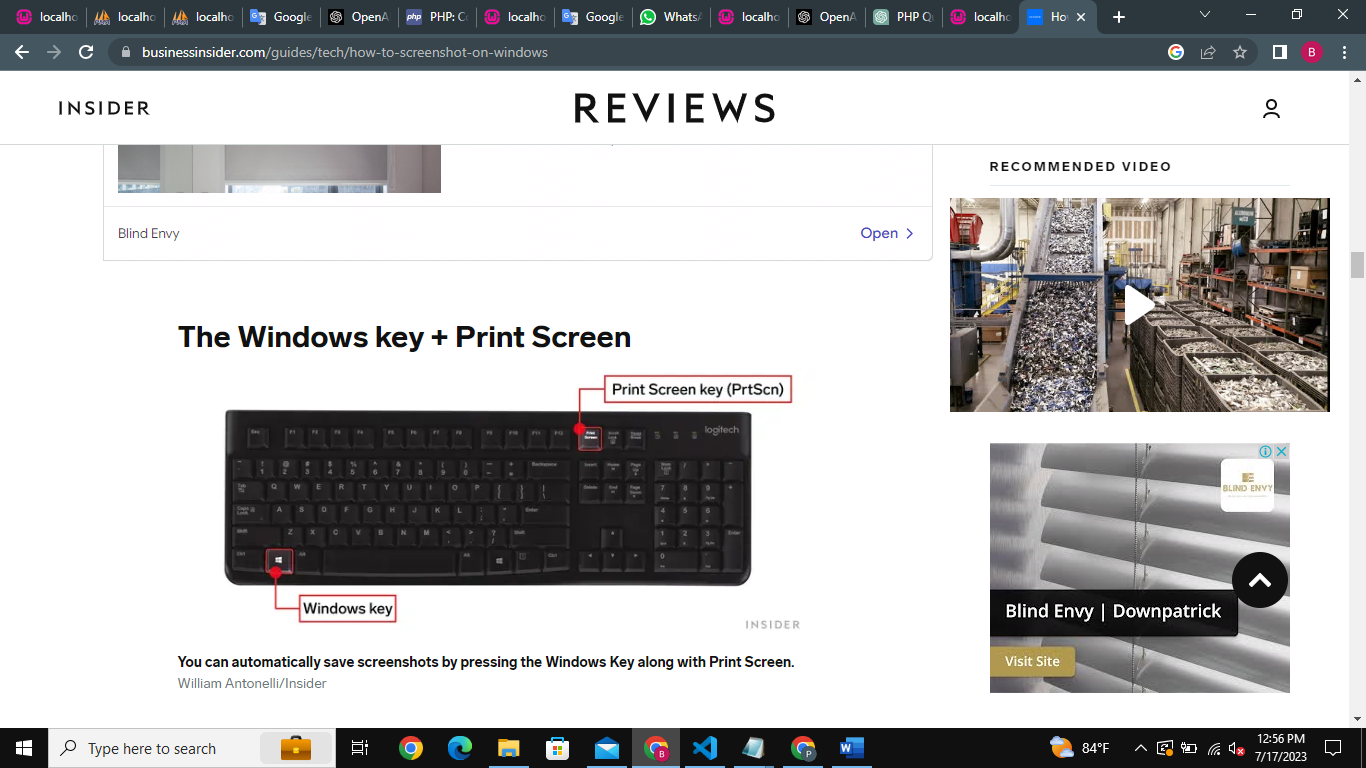 localho
localho
localho
Google
OpenA
PHP: Co
localho
Google
WhatsA
localho
OpenA
PHP Qu
localho
Ho
businessinsider.com/guides/tech/how-to-screenshot-on-windows
B
INSIDER
REVIEWS
Blind Envy
Open
RECOMMENDED VIDEO
The Windows key + Print Screen
Print Screen key (PrtScn)
logitech
Windows key
INSIDER
You can automatically save screenshots by pressing the Windows Key along with Print Screen.
William Antonelli/Insider
BLIND ENVY
Blind Envy | Downpatrick
Visit Site
Type here to search
84°F
12:56 PM
7/17/2023